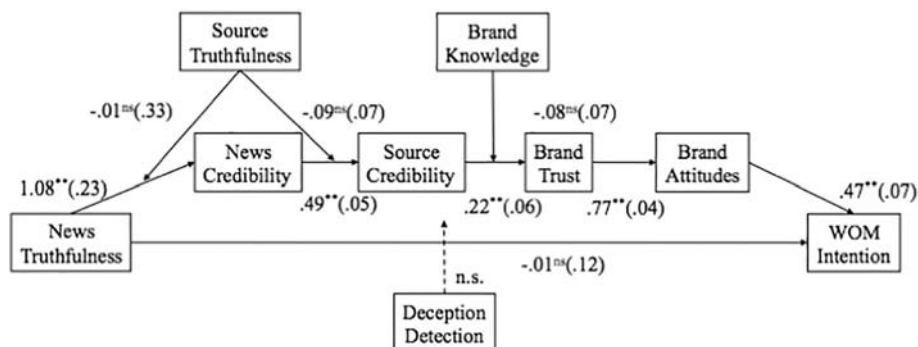 Source
Truthfulness
Brand
Knowledge
-.01ns(.33)
-.09ns(.07)
-.08ns(.07)
News
Credibility
Source
Credibility
Brand
Trust
Brand
Attitudes
1.08**(.23)
.49**(.05)
.22**(.06)
.77**(.04)
.47**(.07)
News
Truthfulness
WOM
Intention
-.01ns(.12)
n.s.
Deception
Detection